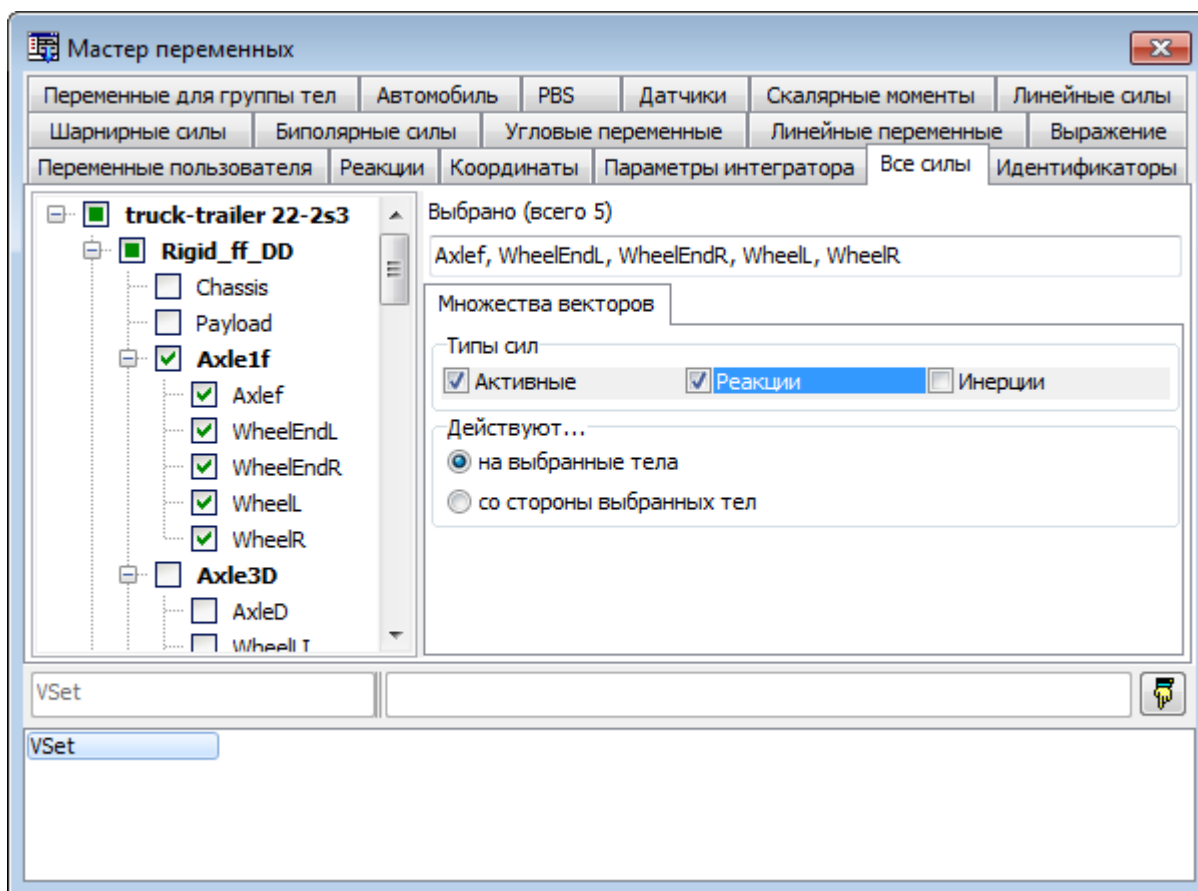 Мастер переменных
Переменные для группы тел Автомобиль PBS Датчики Скалярные моменты Линейные силы
Шарнирные силы Биполярные силы Угловые переменные Линейные переменные Выражение
Переменные пользователя Реакции Координаты Параметры интегратора Все силы Идентификаторы
truck-trailer 22-2s3
Rigid_ff_DD
Chassis
Payload
Axle1f
Axlef
WheelEndL
WheelEndR
WheelL
WheelR
Axle3D
AxleD
WheelLI
Выбрано (всего 5)
Axlef, WheelEndL, WheelEndR, WheelL, WheelR
Множества векторов
Типы сил
Активные Реакции Инерции
Действуют...
на выбранные тела
со стороны выбранных тел
VSet
VSet